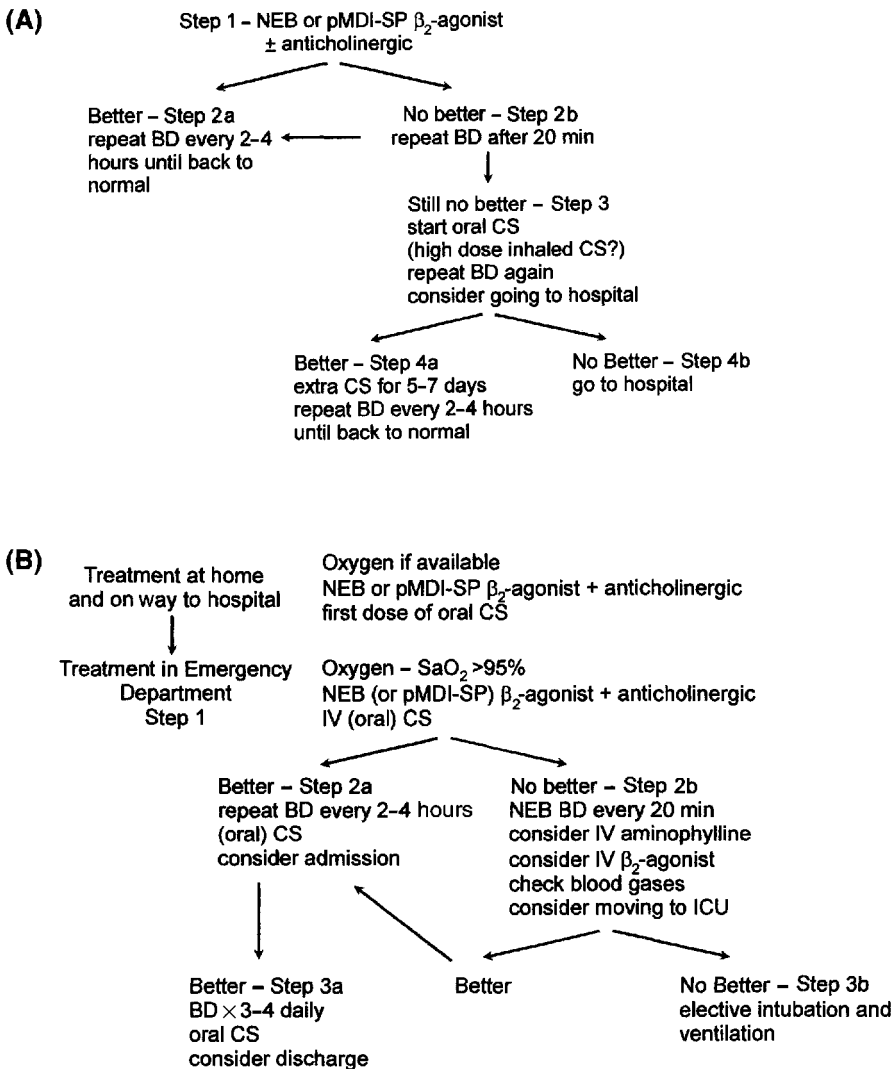 (A)
Step 1 – NEB or pMDI-SP β₂-agonist
± anticholinergic
Better – Step 2a
repeat BD every 2–4
hours until back to
normal
No better – Step 2b
repeat BD after 20 min
Still no better – Step 3
start oral CS
(high dose inhaled CS?)
repeat BD again
consider going to hospital
Better – Step 4a
extra CS for 5–7 days
repeat BD every 2–4 hours
until back to normal
No Better – Step 4b
go to hospital
(B)
Treatment at home
and on way to hospital
Oxygen if available
NEB or pMDI-SP β₂-agonist + anticholinergic
first dose of oral CS
Treatment in Emergency
Department
Step 1
Oxygen – SaO₂ >95%
NEB (or pMDI-SP) β₂-agonist + anticholinergic
IV (oral) CS
Better – Step 2a
repeat BD every 2–4 hours
(oral) CS
consider admission
No better – Step 2b
NEB BD every 20 min
consider IV aminophylline
consider IV β₂-agonist
check blood gases
consider moving to ICU
Better – Step 3a
BD × 3–4 daily
oral CS
consider discharge
Better
No Better – Step 3b
elective intubation and
ventilation